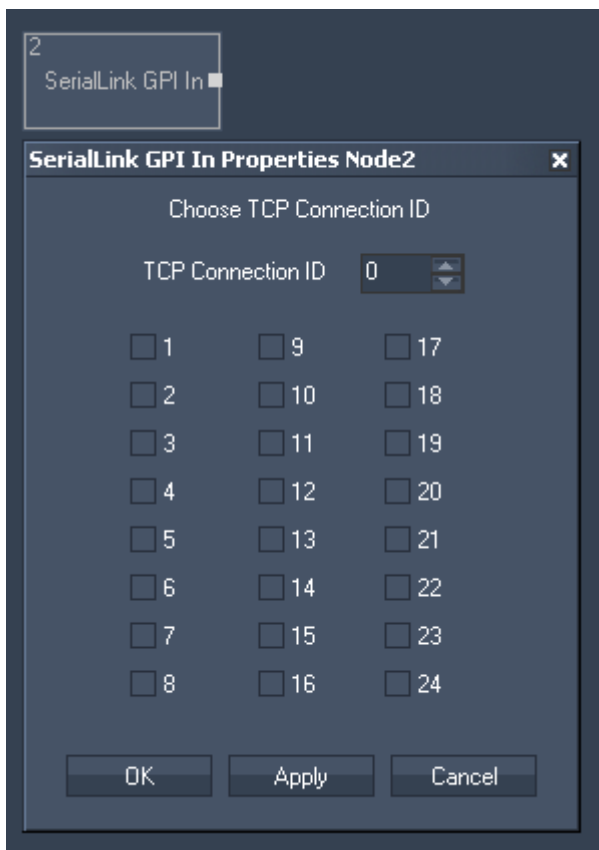 2
SerialLink GPI In
SerialLink GPI In Properties Node2
Choose TCP Connection ID
TCP Connection ID 0
1 9 17
2 10 18
3 11 19
4 12 20
5 13 21
6 14 22
7 15 23
8 16 24
OK Apply Cancel